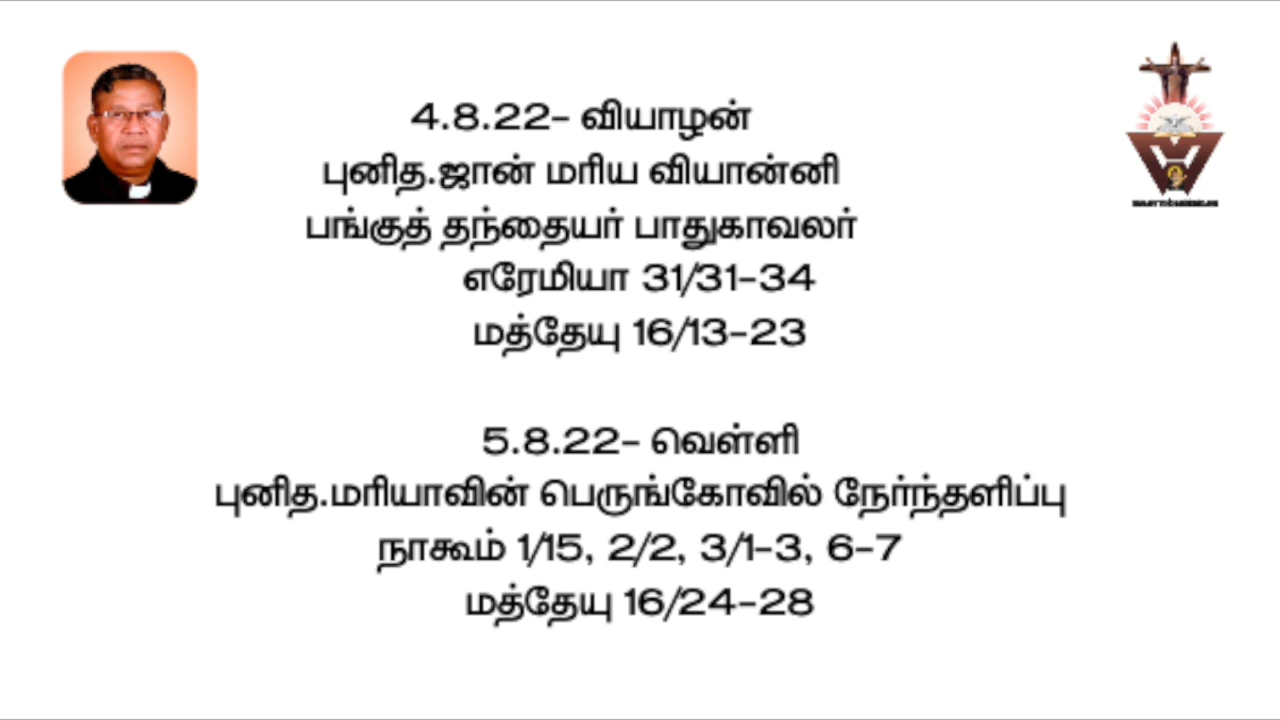 4.8.22- வியாழன்
புனித.ஜான் மரிய வியான்னி
பங்குத் தந்தையர் பாதுகாவலர்
எரேமியா 31/31-34
மத்தேயு 16/13-23
5.8.22- வெள்ளி
புனித.மரியாவின் பெருங்கோவில் நேர்ந்தளிப்பு
நாகூம் 1/15, 2/2, 3/1-3, 6-7
மத்தேயு 16/24-28